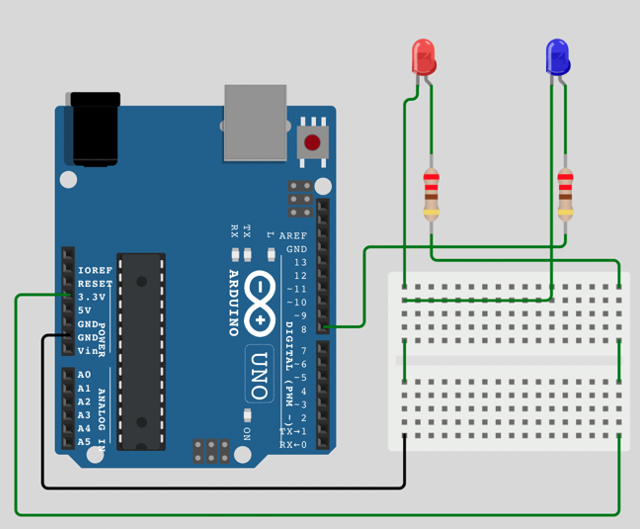 RX
TX
L
AREF
GND
13
12
~11
~10
~9
8
7
~6
~5
4
~3
2
TX→1
RX←0
DIGITAL (PWM ~)
IOREF
RESET
3.3V
5V
GND
GND
Vin
POWER
A0
A1
A2
A3
A4
A5
ANALOG IN
ARDUINO
UNO
ON